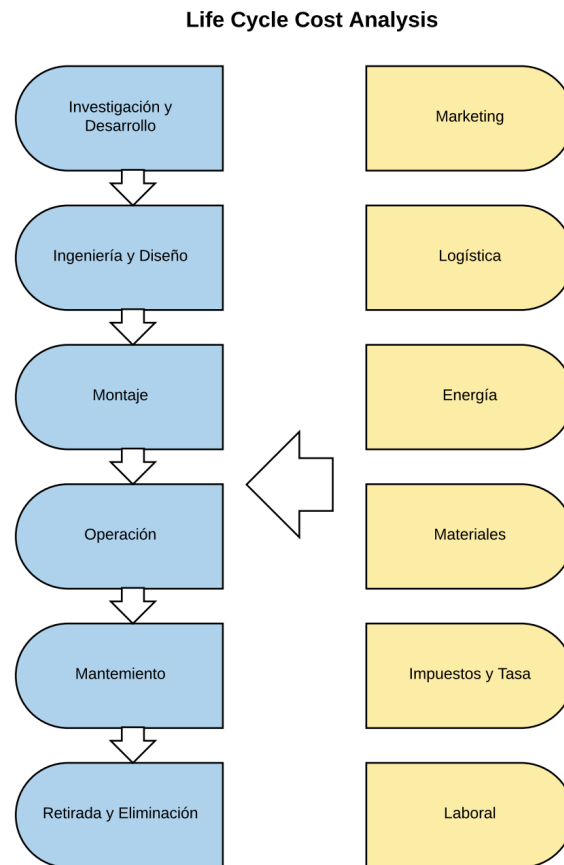 Life Cycle Cost Analysis
Investigación y
Desarrollo
Marketing
Ingeniería y Diseño
Logística
Montaje
Energía
Operación
Materiales
Mantemiento
Impuestos y Tasa
Retirada y Eliminación
Laboral